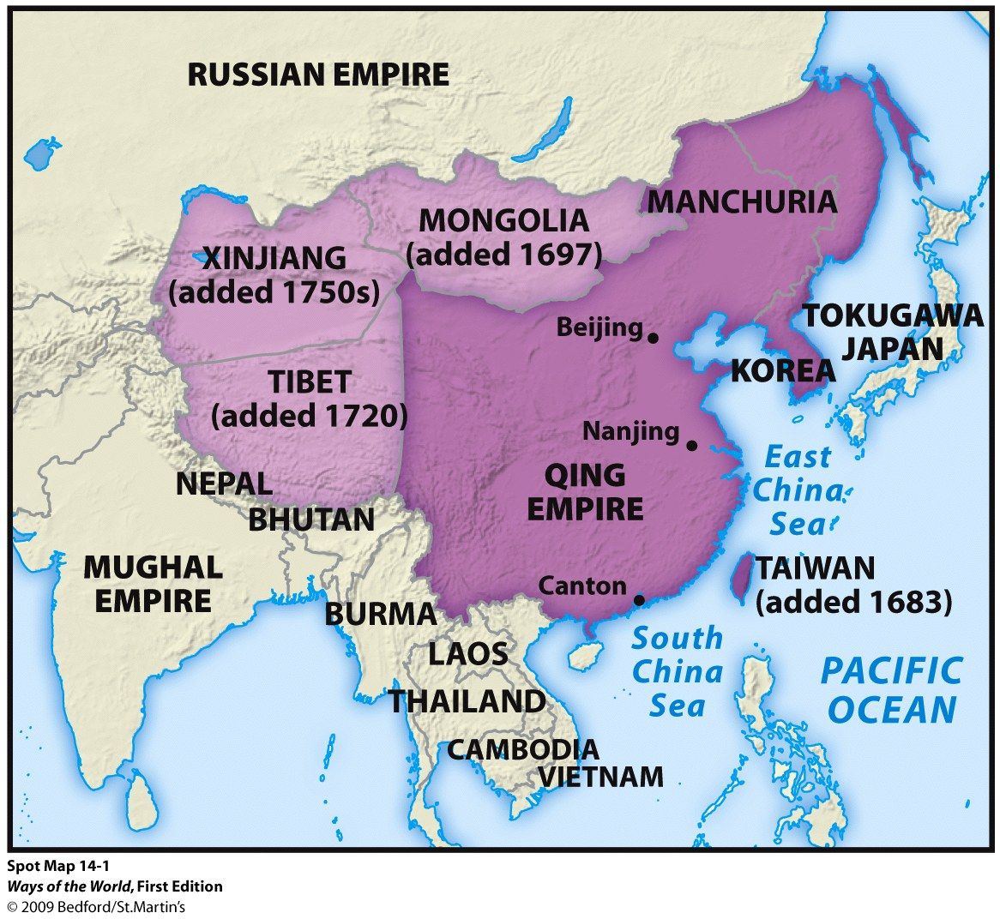 RUSSIAN EMPIRE
MANCHURIA
MONGOLIA
(added 1697)
XINJIANG
(added 1750s)
TOKUGAWA
JAPAN
Beijing
KOREA
TIBET
(added 1720)
Nanjing
East
China
Sea
QING
EMPIRE
NEPAL
BHUTAN
MUGHAL
EMPIRE
TAIWAN
(added 1683)
Canton
BURMA
South
China
Sea
LAOS
PACIFIC
OCEAN
THAILAND
CAMBODIA
VIETNAM
Spot Map 14-1
Ways of the World, First Edition
© 2009 Bedford/St.Martin's